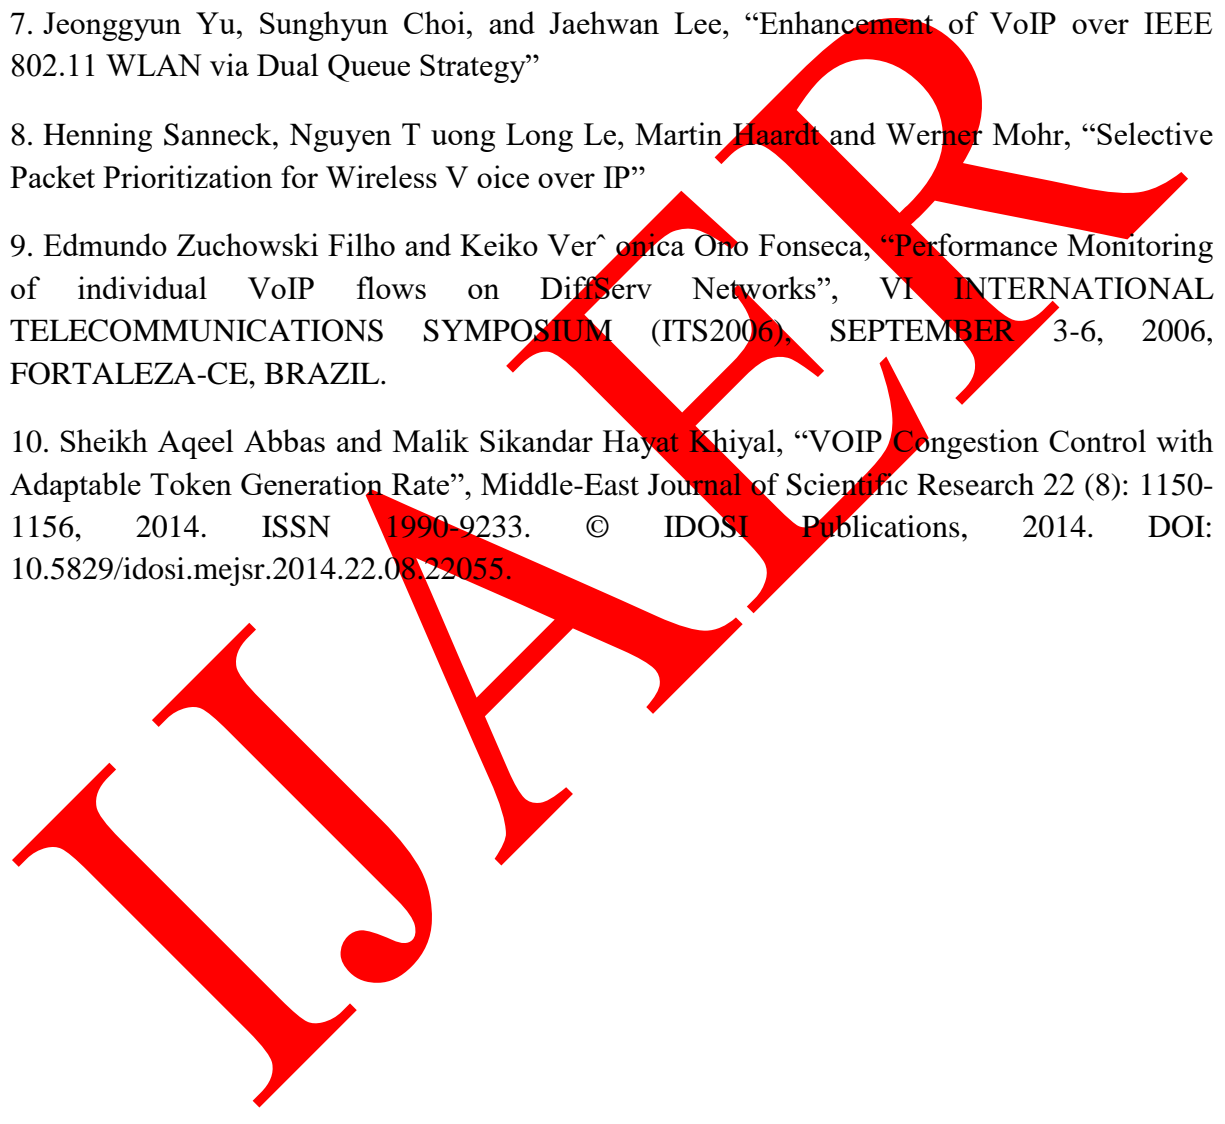 7. Jeonggyun Yu, Sunghyun Choi, and Jaehwan Lee, “Enhancement of VoIP over IEEE
802.11 WLAN via Dual Queue Strategy”
8. Henning Sanneck, Nguyen T uong Long Le, Martin Haardt and Werner Mohr, “Selective
Packet Prioritization for Wireless V oice over IP”
9. Edmundo Zuchowski Filho and Keiko Verˆ onica Ono Fonseca, “Performance Monitoring
of individual VoIP flows on DiffServ Networks”, VI INTERNATIONAL
TELECOMMUNICATIONS SYMPOSIUM (ITS2006), SEPTEMBER 3-6, 2006,
FORTALEZA-CE, BRAZIL.
10. Sheikh Aqeel Abbas and Malik Sikandar Hayat Khiyal, “VOIP Congestion Control with
Adaptable Token Generation Rate”, Middle-East Journal of Scientific Research 22 (8): 1150-
1156, 2014. ISSN 1990-9233. © IDOSI Publications, 2014. DOI:
10.5829/idosi.mejsr.2014.22.08.22055.
IJAER